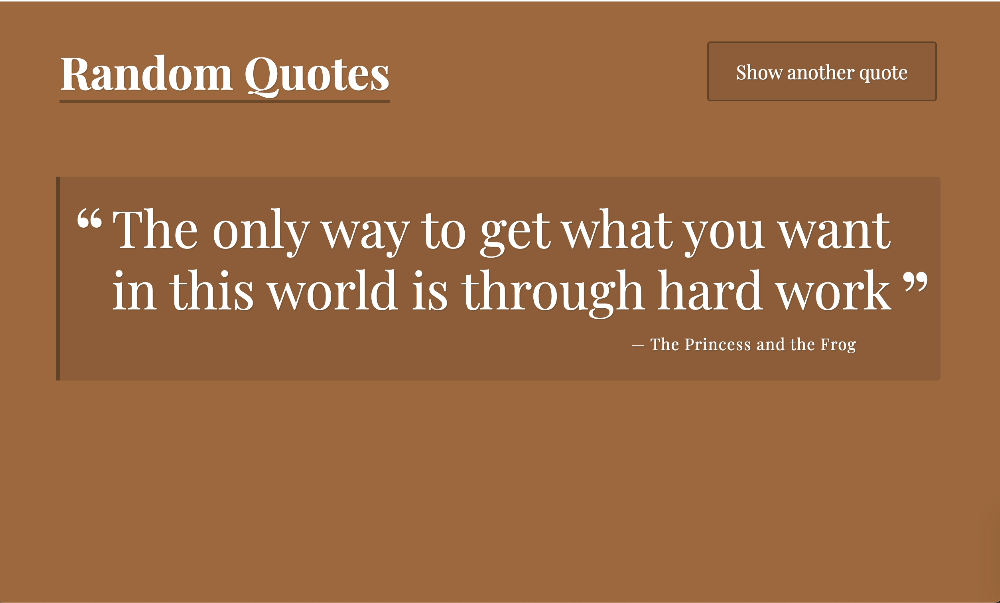 Random Quotes
Show another quote
“The only way to get what you want
in this world is through hard work”
— The Princess and the Frog